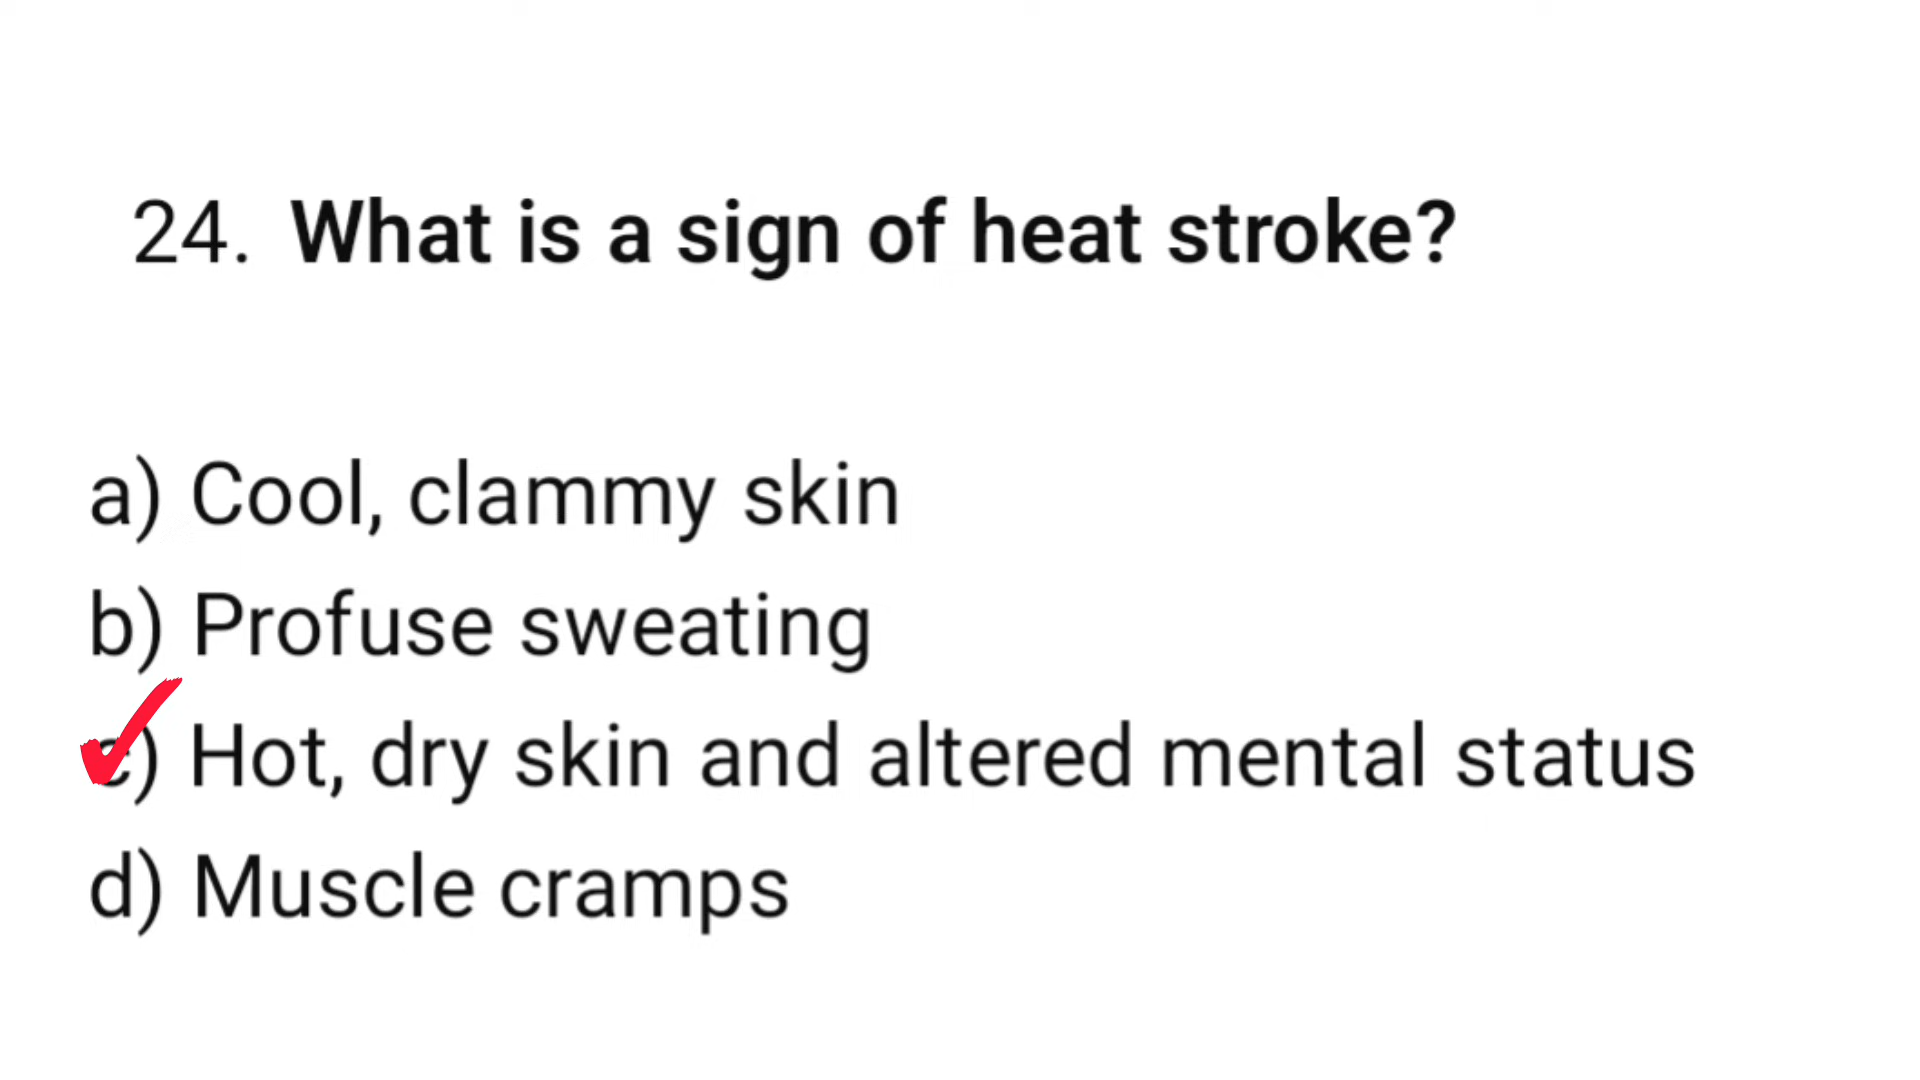 24. What is a sign of heat stroke?
a) Cool, clammy skin
b) Profuse sweating
c) Hot, dry skin and altered mental status
d) Muscle cramps